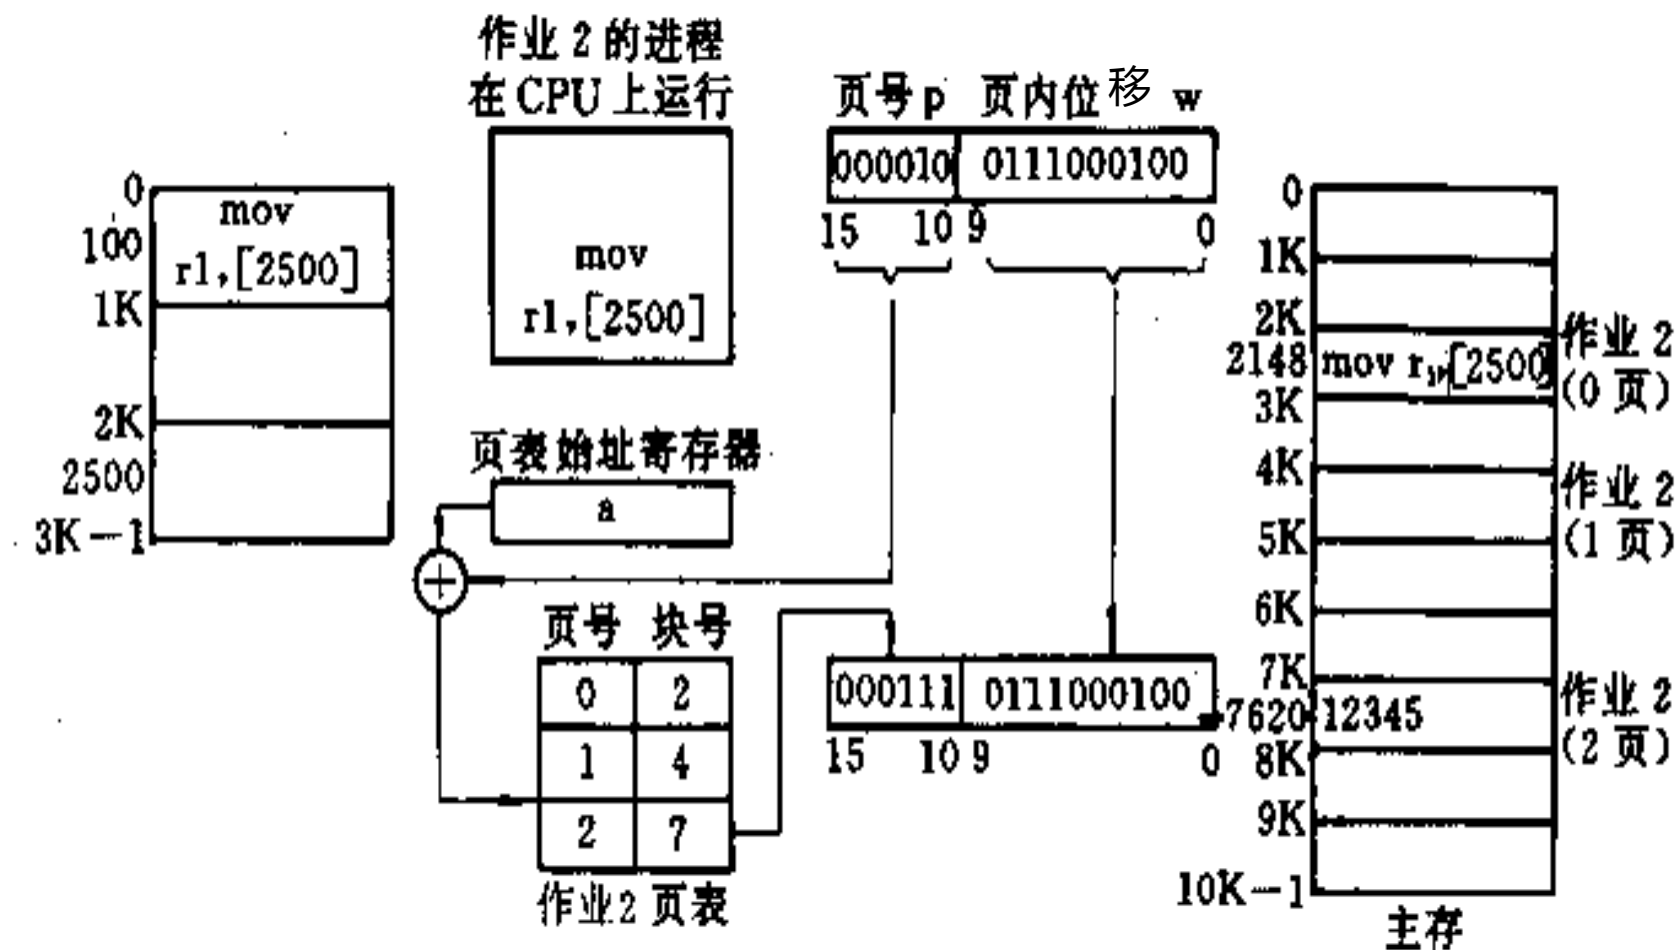 作业 2 的进程
在 CPU 上运行
页号 p 页内位移 w
000010 0111000100
15 10 9 0
0
100
1K
2K
2500
3K-1
mov
r1,[2500]
mov
r1,[2500]
页表始址寄存器
a
+
页号 块号
0 2
1 4
2 7
作业2 页表
000111 0111000100
15 10 9 0
0
1K
2K
2148 mov r1,[2500]
3K
4K
5K
6K
7K
7620 12345
8K
9K
10K-1
作业 2
(0 页)
作业 2
(1 页)
作业 2
(2 页)
主存